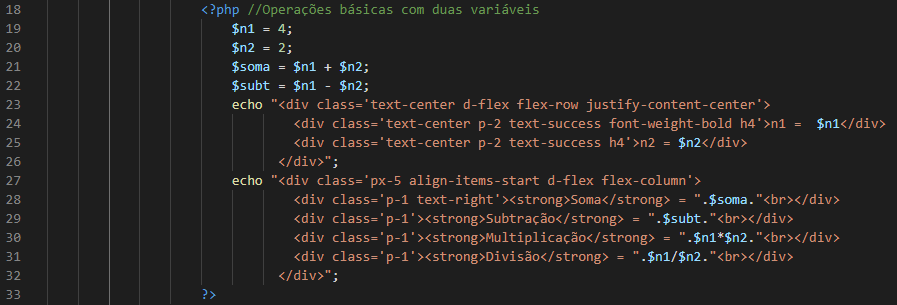 18 <?php //Operações básicas com duas variáveis
19 $n1 = 4;
20 $n2 = 2;
21 $soma = $n1 + $n2;
22 $subt = $n1 - $n2;
23 echo "<div class='text-center d-flex flex-row justify-content-center'>
24 <div class='text-center p-2 text-success font-weight-bold h4'>n1 =  $n1</div>
25 <div class='text-center p-2 text-success h4'>n2 = $n2</div>
26 </div>";
27 echo "<div class='px-5 align-items-start d-flex flex-column'>
28 <div class='p-1 text-right'><strong>Soma</strong> = ".$soma."<br></div>
29 <div class='p-1'><strong>Subtração</strong> = ".$subt."<br></div>
30 <div class='p-1'><strong>Multiplicação</strong> = ".$n1*$n2."<br></div>
31 <div class='p-1'><strong>Divisão</strong> = ".$n1/$n2."<br></div>
32 </div>";
33 ?>